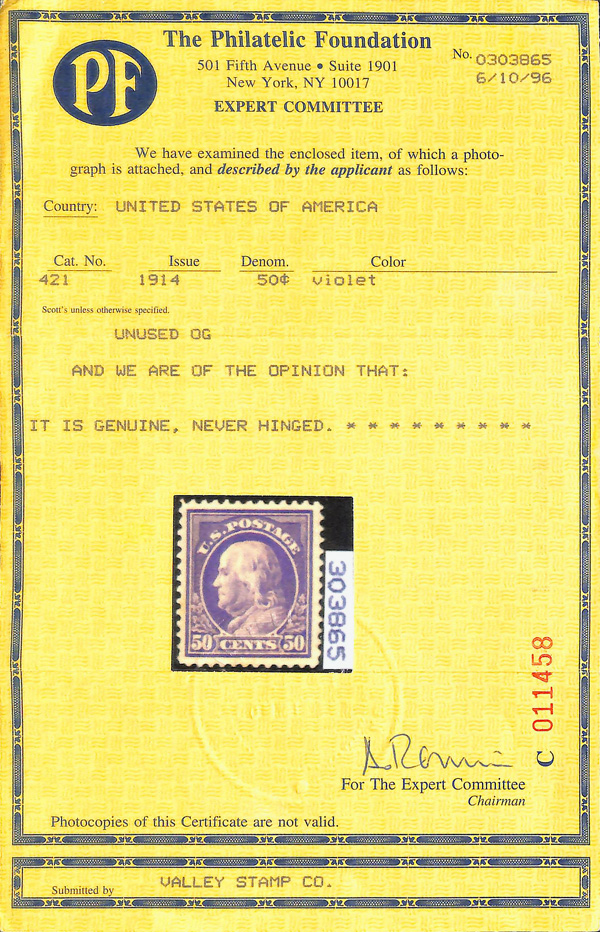 PF
The Philatelic Foundation
501 Fifth Avenue • Suite 1901
New York, NY 10017
EXPERT COMMITTEE
No. 0303865
6/10/96
We have examined the enclosed item, of which a photo-
graph is attached, and described by the applicant as follows:
Country: UNITED STATES OF AMERICA
Cat. No. Issue Denom. Color
421 1914 50¢ violet
Scott's unless otherwise specified.
UNUSED OG
AND WE ARE OF THE OPINION THAT:
IT IS GENUINE, NEVER HINGED. * * * * * * * * *
U.S. POSTAGE
50 CENTS 50
303865
C 011458
For The Expert Committee
Chairman
Photocopies of this Certificate are not valid.
Submitted by VALLEY STAMP CO.